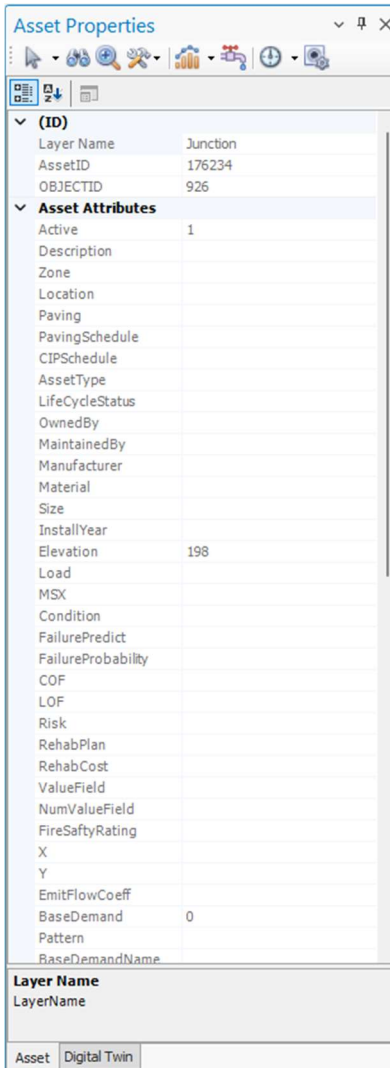 Asset Properties
(ID)
Layer Name Junction
AssetID 176234
OBJECTID 926
Asset Attributes
Active 1
Description
Zone
Location
Paving
PavingSchedule
CIPSchedule
AssetType
LifeCycleStatus
OwnedBy
MaintainedBy
Manufacturer
Material
Size
InstallYear
Elevation 198
Load
MSX
Condition
FailurePredict
FailureProbability
COF
LOF
Risk
RehabPlan
RehabCost
ValueField
NumValueField
FireSaftyRating
X
Y
EmitFlowCoeff
BaseDemand 0
Pattern
BaseDemandName
Layer Name
LayerName
Asset Digital Twin